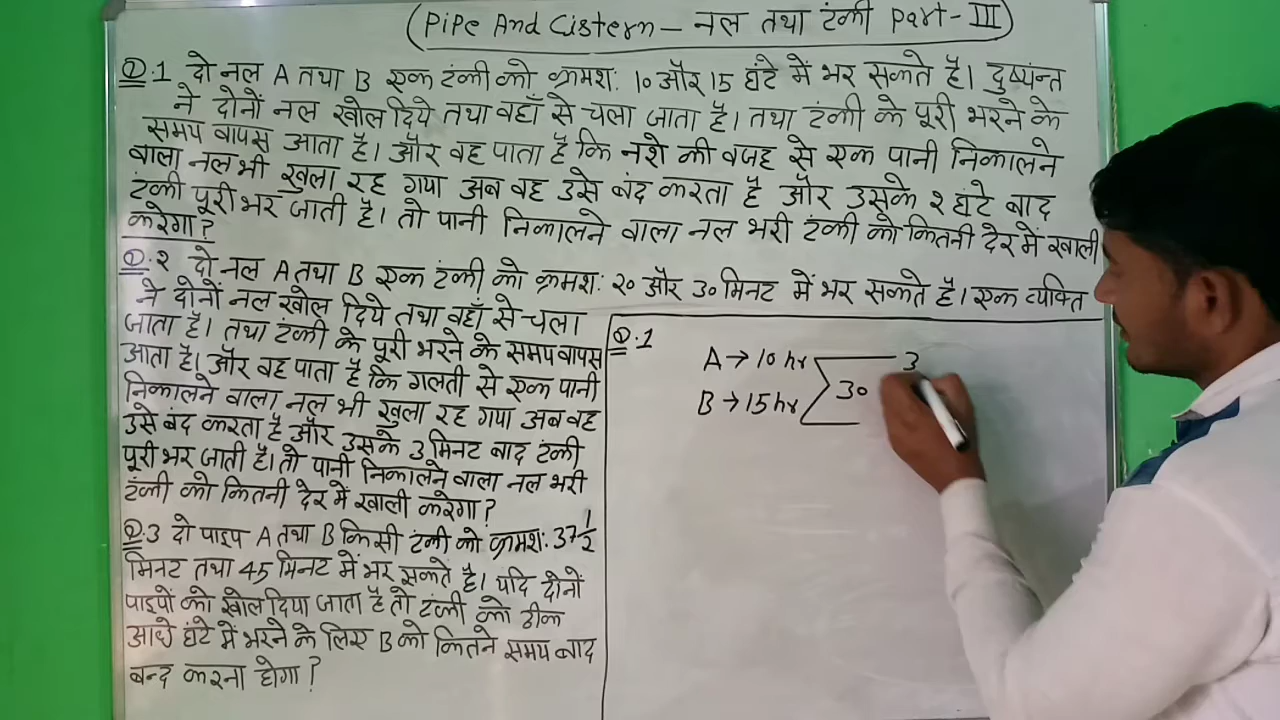 (Pipe And Cistern — नल तथा टंकी Part - III)
Q.1 दो नल A तथा B एक टंकी को क्रमश: 10 और 15 घंटे में भर सकते है। दुष्यंत
ने दोनों नल खोल दिये तथा वहाँ से चला जाता है। तथा टंकी के पूरी भरने के
समय वापस आता है। और वह पाता है कि नशे की वजह से एक पानी निकालने
वाला नल भी खुला रह गया अब वह उसे बंद करता है और उसके २ घंटे बाद
टंकी पूरी भर जाती है। तो पानी निकालने वाला नल भरी टंकी को कितनी देर में खाली
करेगा?
Q.२ दो नल A तथा B एक टंकी को क्रमश: २० और 3० मिनट में भर सकते है। एक व्यक्ति
ने दोनों नल खोल दिये तथा वहाँ से चला
जाता है। तथा टंकी के पूरी भरने के समय वापस
आता है। और वह पाता है कि गलती से एक पानी
निकालने वाला नल भी खुला रह गया अब वह
उसे बंद करता है और उसके 3 मिनट बाद टंकी
पूरी भर जाती है। तो पानी निकालने वाला नल भरी
टंकी को कितनी देर में खाली करेगा?
Q.3 दो पाइप A तथा B किसी टंकी को क्रमश: 37 1/2
मिनट तथा 45 मिनट में भर सकते है। यदि दोनों
पाइपों को खोल दिया जाता है तो टंकी को ठीक
आधे घंटे में भरने के लिए B को कितने समय बाद
बन्द करना होगा?
Q.1
A → 10 hr 3
30
B → 15 hr